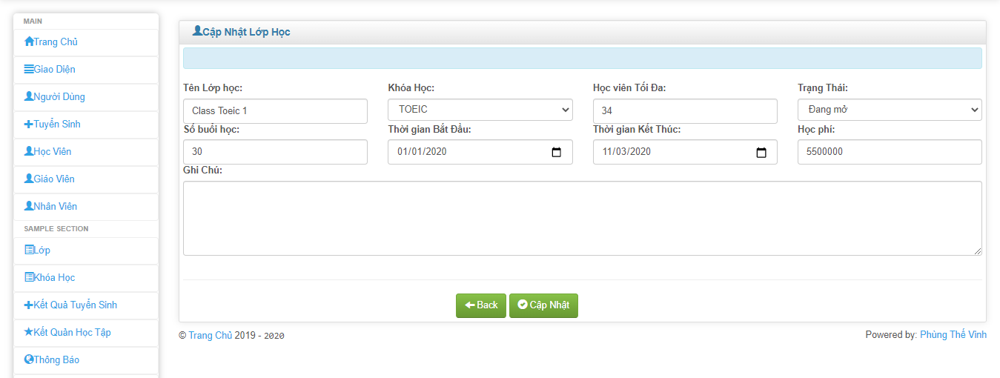 MAIN
Trang Chủ
Giao Diện
Người Dùng
Tuyển Sinh
Học Viên
Giáo Viên
Nhân Viên
SAMPLE SECTION
Lớp
Khóa Học
Kết Quả Tuyển Sinh
Kết Quản Học Tập
Thông Báo
Cập Nhật Lớp Học
Tên Lớp học: Khóa Học: Học viên Tối Đa: Trạng Thái:
Class Toeic 1 TOEIC 34 Đang mở
Số buổi học: Thời gian Bắt Đầu: Thời gian Kết Thúc: Học phí:
30 01/01/2020 11/03/2020 5500000
Ghi Chú:
Back Cập Nhật
© Trang Chủ 2019 - 2020 Powered by: Phùng Thế Vinh